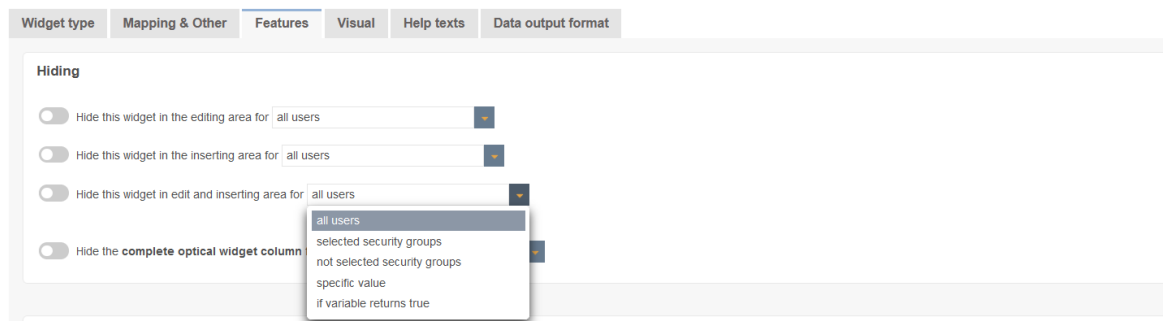 Widget type Mapping & Other Features Visual Help texts Data output format
Hiding
Hide this widget in the editing area for all users
Hide this widget in the inserting area for all users
Hide this widget in edit and inserting area for all users
all users
selected security groups
Hide the complete optical widget column
not selected security groups
specific value
if variable returns true